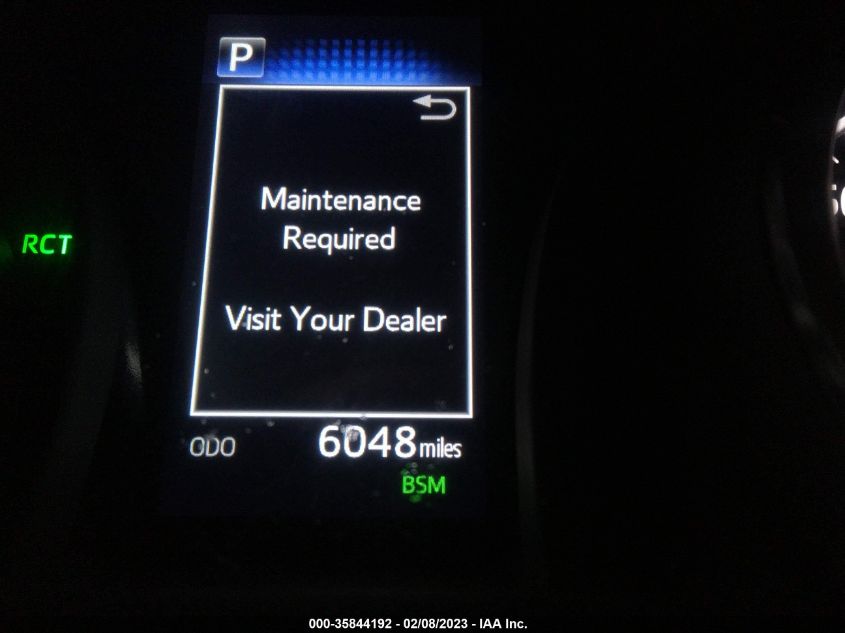 P
Maintenance
Required
RCT
Visit Your Dealer
ODO 6048 miles
BSM
000-35844192 - 02/08/2023 - IAA Inc.